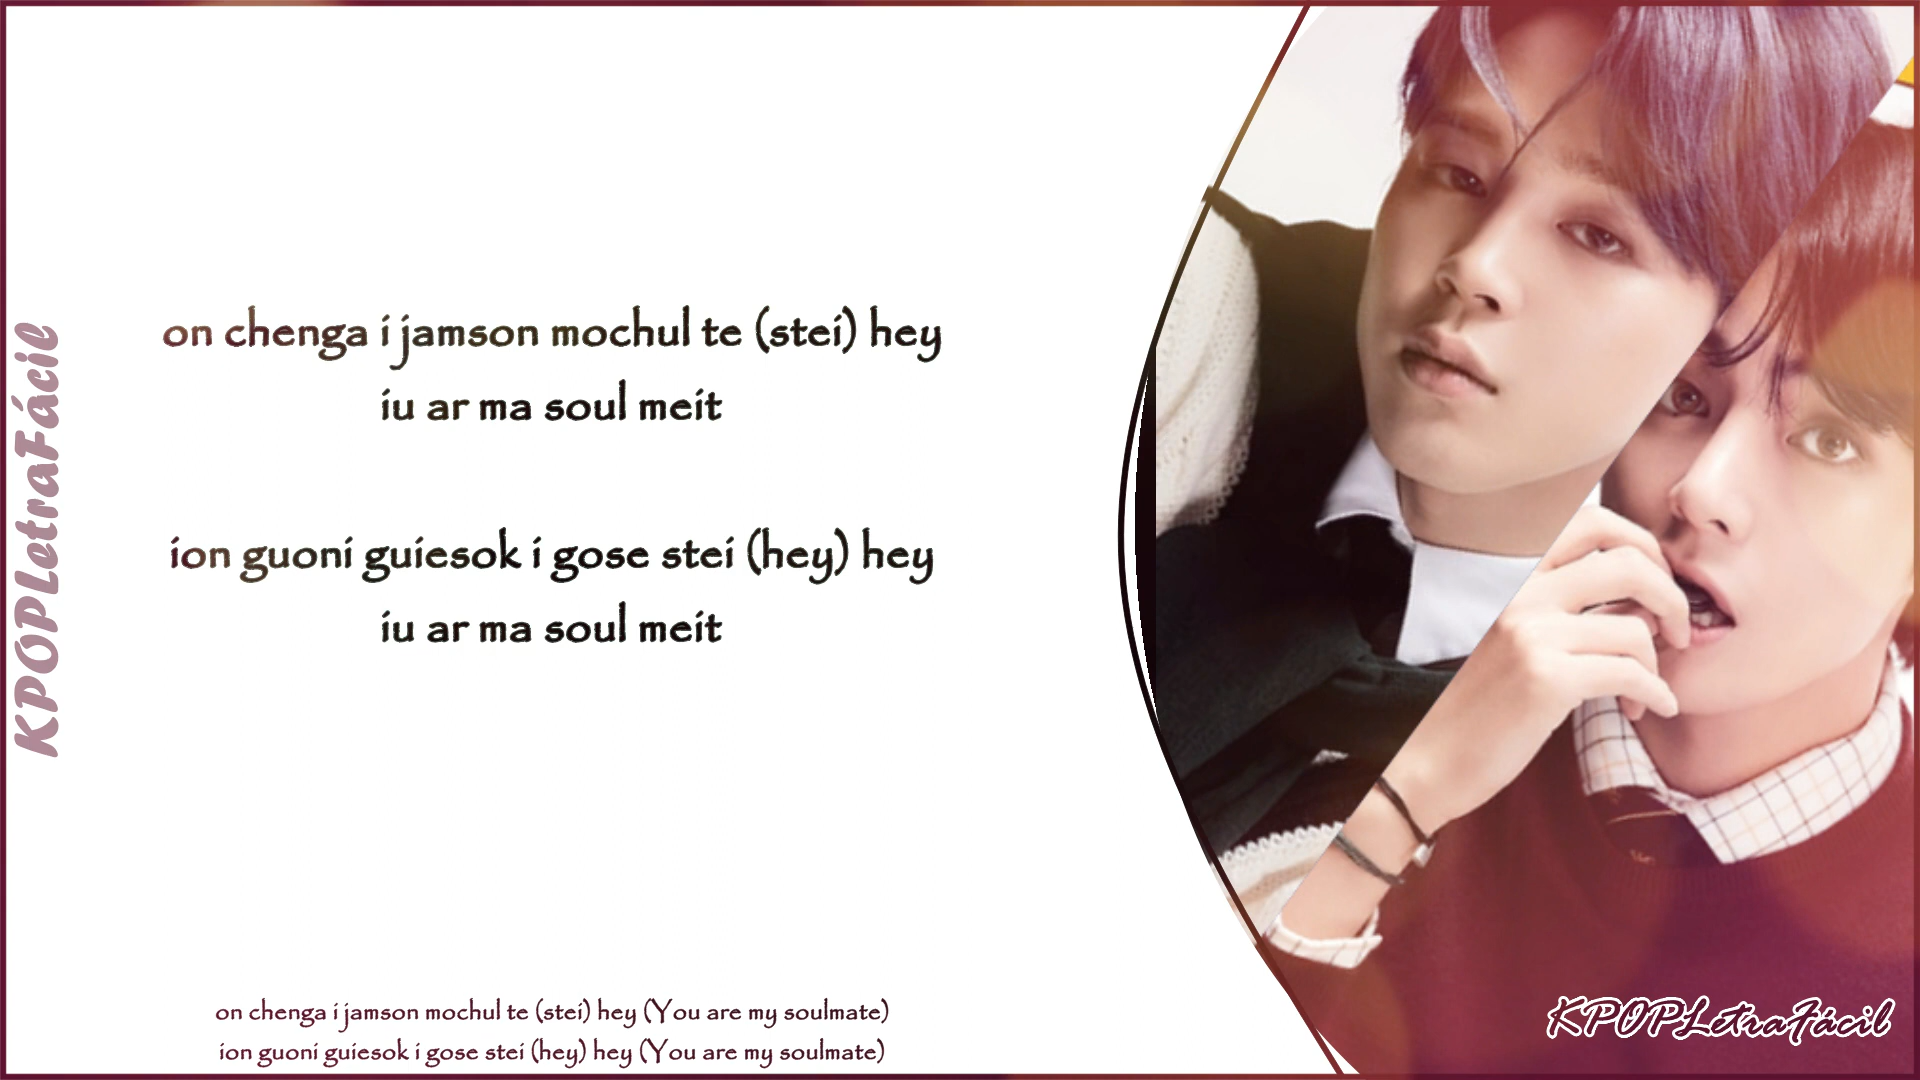 KPOPLetraFácil
on chenga i jamson mochul te (stei) hey
iu ar ma soul meit
ion guoni guiesok i gose stei (hey) hey
iu ar ma soul meit
on chenga i jamson mochul te (stei) hey (You are my soulmate)
ion guoni guiesok i gose stei (hey) hey (You are my soulmate)
KPOPLetraFácil